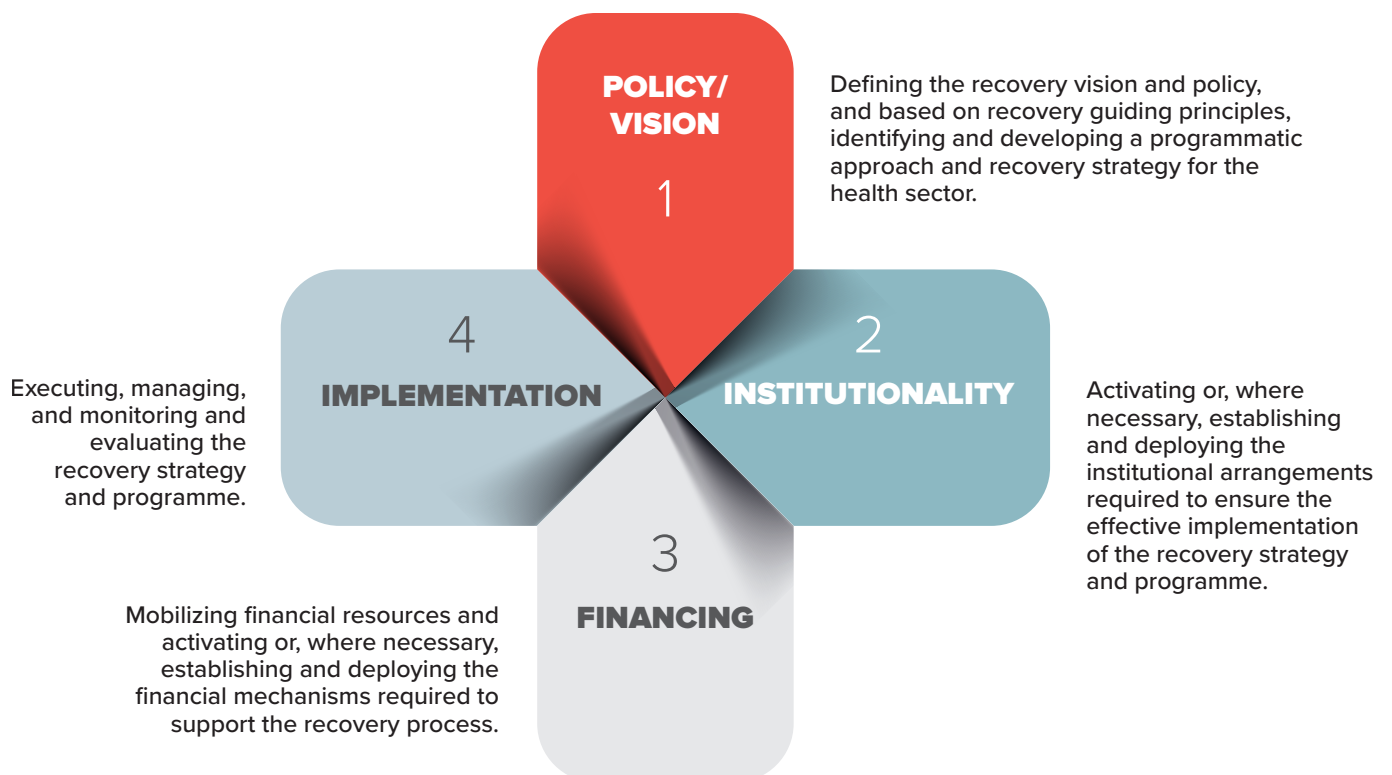 POLICY/
VISION
1
Defining the recovery vision and policy,
and based on recovery guiding principles,
identifying and developing a programmatic
approach and recovery strategy for the
health sector.
2
INSTITUTIONALITY
Activating or, where
necessary, establishing
and deploying the
institutional arrangements
required to ensure the
effective implementation
of the recovery strategy
and programme.
3
FINANCING
Mobilizing financial resources and
activating or, where necessary,
establishing and deploying the
financial mechanisms required to
support the recovery process.
4
IMPLEMENTATION
Executing, managing,
and monitoring and
evaluating the
recovery strategy
and programme.